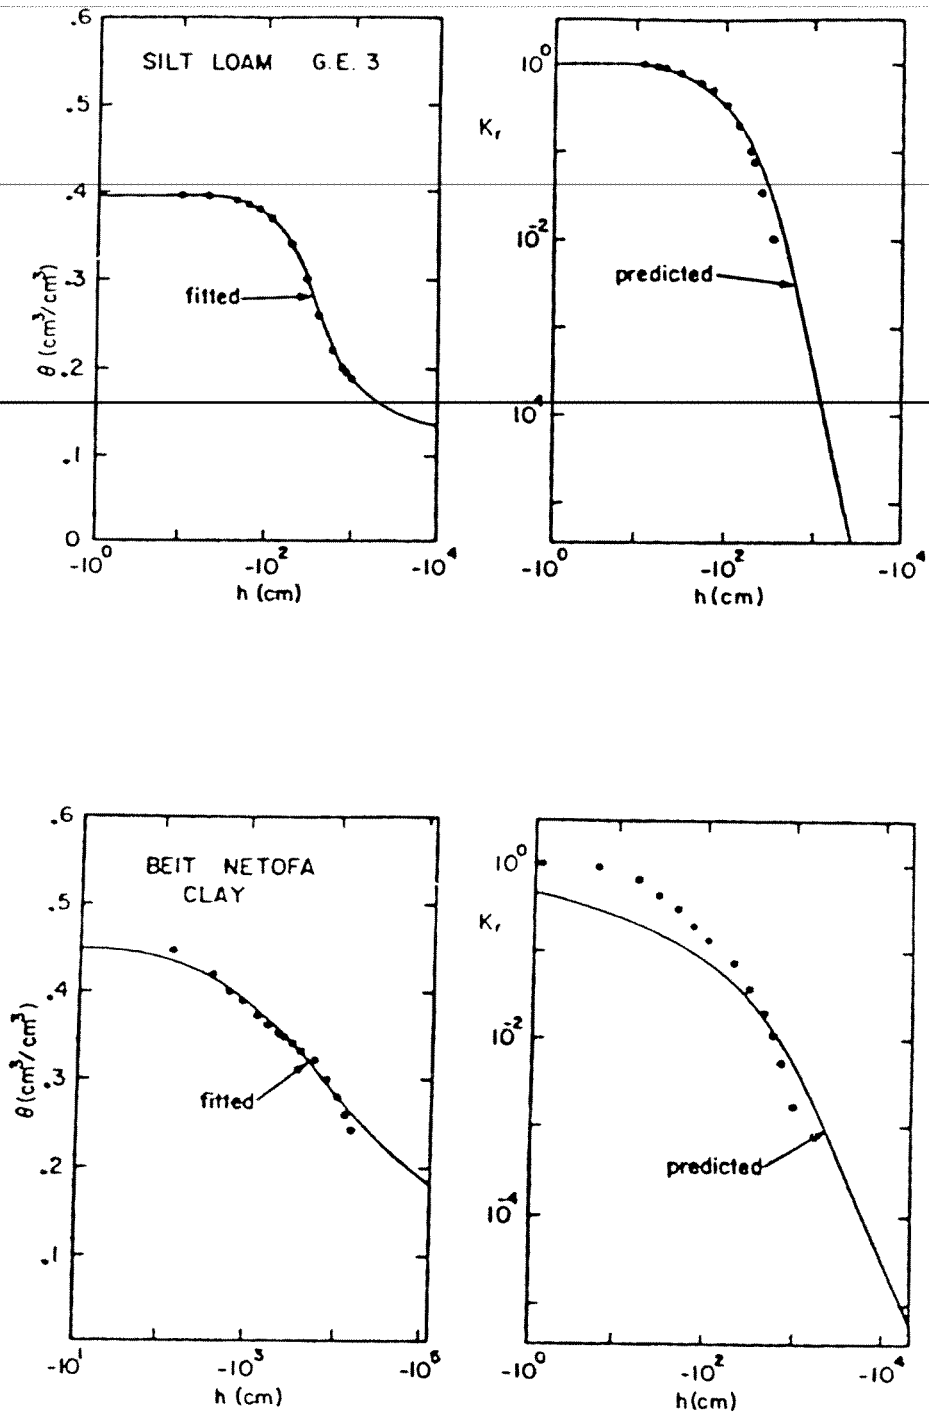 .6
SILT LOAM G.E. 3
.5
.4
.3
fitted
θ (cm³/cm³)
.2
.1
0
-10⁰ -10² -10⁴
h (cm)
10⁰
Kᵣ
10⁻²
predicted
10⁻⁴
-10⁰ -10² -10⁴
h (cm)
.6
BEIT NETOFA
CLAY
.5
.4
θ (cm³/cm³)
.3
fitted
.2
.1
-10¹ -10³
h (cm)
10⁰
Kᵣ
10⁻²
predicted
10⁻⁴
-10⁰ -10² -10⁴
h (cm)